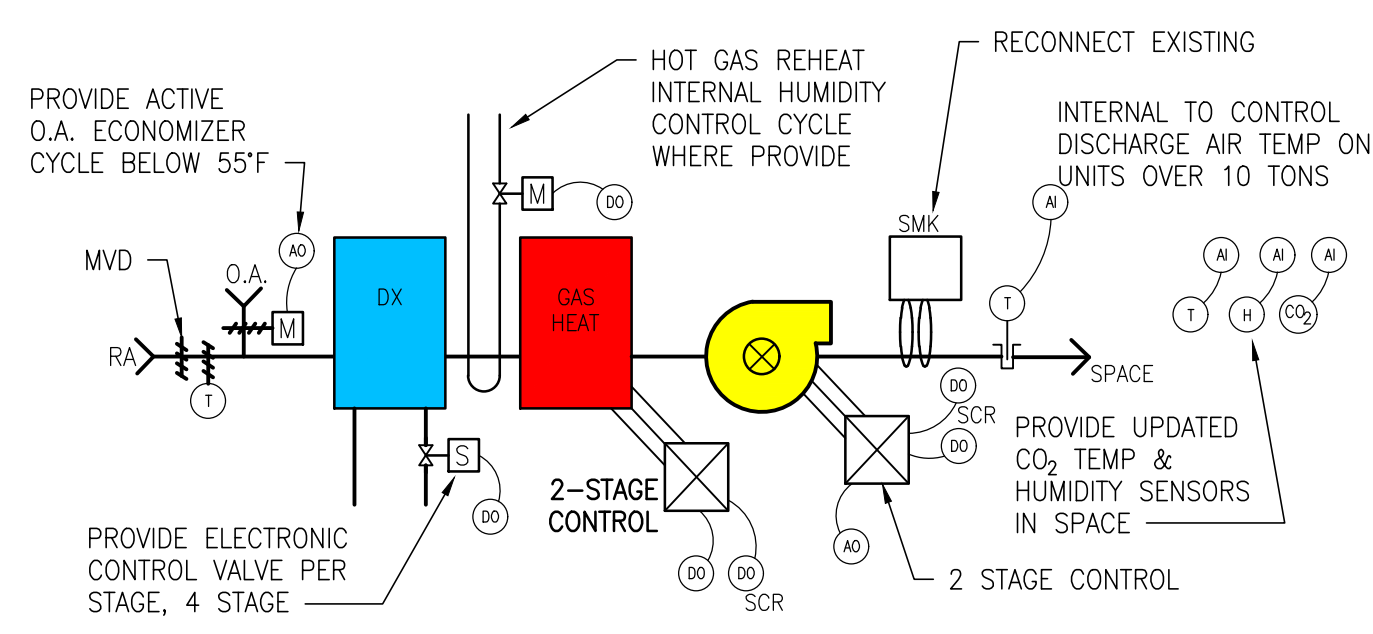 RECONNECT EXISTING
HOT GAS REHEAT
INTERNAL HUMIDITY
CONTROL CYCLE
WHERE PROVIDE
PROVIDE ACTIVE
O.A. ECONOMIZER
CYCLE BELOW 55°F
INTERNAL TO CONTROL
DISCHARGE AIR TEMP ON
UNITS OVER 10 TONS
M
DO
AI
SMK
AO
MVD
O.A.
AI
AI
AI
DX
GAS
HEAT
T
T
H
CO2
M
RA
SPACE
T
DO
SCR
DO
PROVIDE UPDATED
CO2 TEMP &
HUMIDITY SENSORS
IN SPACE
S
DO
2-STAGE
CONTROL
AO
PROVIDE ELECTRONIC
CONTROL VALVE PER
STAGE, 4 STAGE
DO
DO
SCR
2 STAGE CONTROL